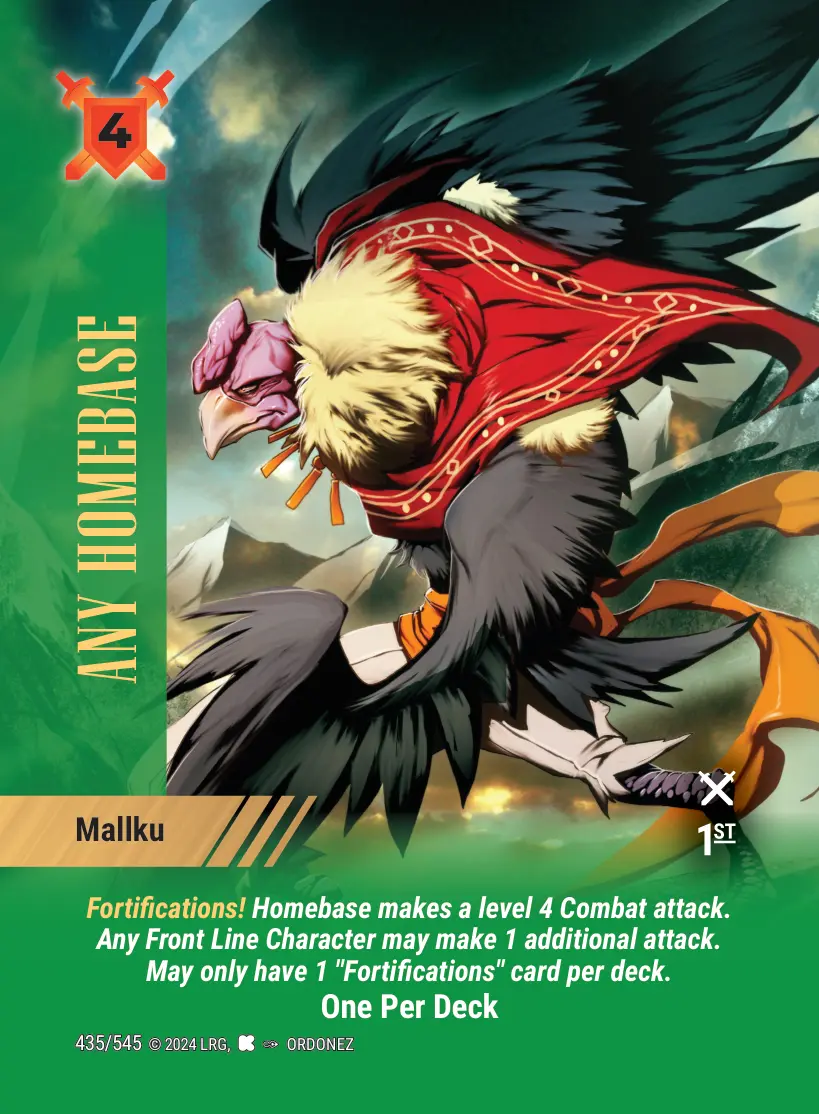 4
ANY HOMEBASE
Mallku
1ST
Fortifications! Homebase makes a level 4 Combat attack.
Any Front Line Character may make 1 additional attack.
May only have 1 "Fortifications" card per deck.
One Per Deck
435/545 © 2024 LRG, ORDONEZ